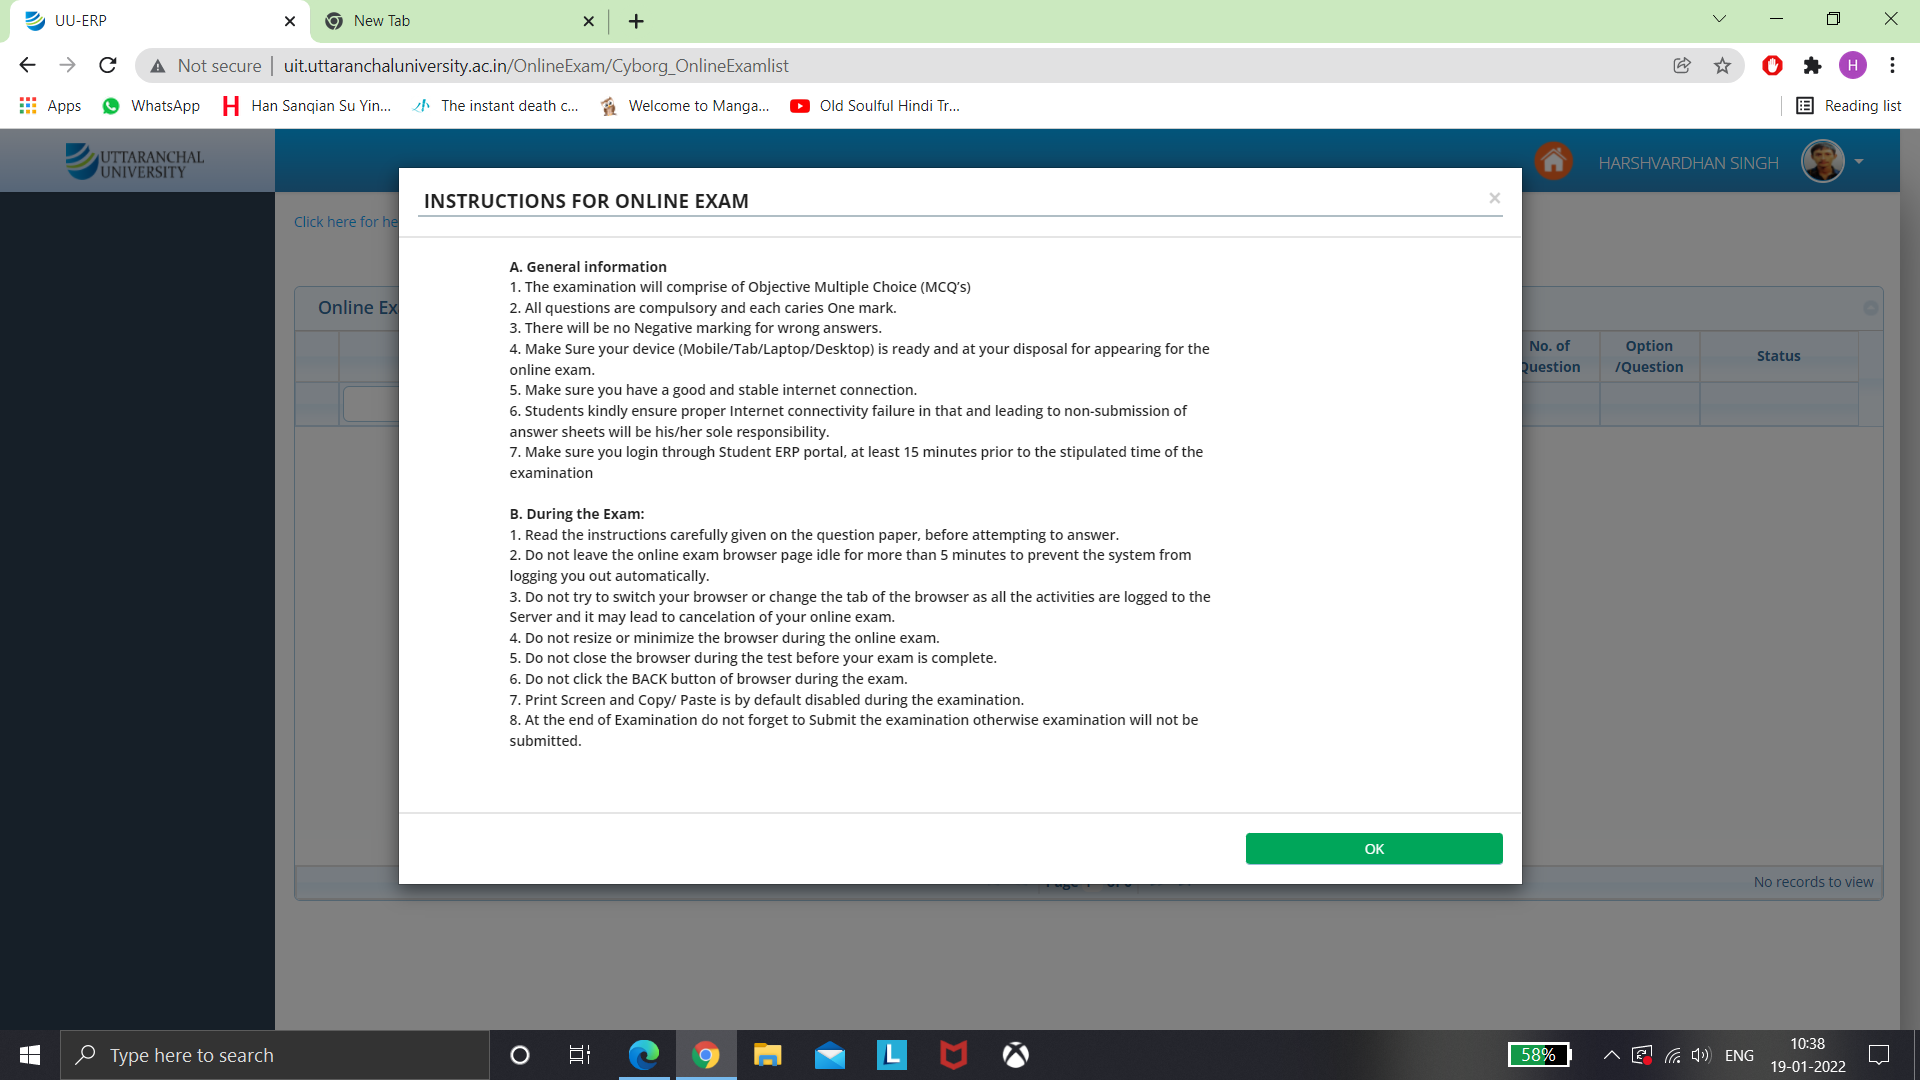 UU-ERP
New Tab
Not secure
uit.uttaranchaluniversity.ac.in/OnlineExam/Cyborg_OnlineExamlist
H
Apps
WhatsApp
Han Sanqian Su Yin...
The instant death c...
Welcome to Manga...
Old Soulful Hindi Tr...
Reading list
UTTARANCHAL
UNIVERSITY
HARSHVARDHAN SINGH
Click here for he
INSTRUCTIONS FOR ONLINE EXAM
×
Online Ex
No. of
Question
Option
/Question
Status
A. General information
1. The examination will comprise of Objective Multiple Choice (MCQ's)
2. All questions are compulsory and each caries One mark.
3. There will be no Negative marking for wrong answers.
4. Make Sure your device (Mobile/Tab/Laptop/Desktop) is ready and at your disposal for appearing for the
online exam.
5. Make sure you have a good and stable internet connection.
6. Students kindly ensure proper Internet connectivity failure in that and leading to non-submission of
answer sheets will be his/her sole responsibility.
7. Make sure you login through Student ERP portal, at least 15 minutes prior to the stipulated time of the
examination
B. During the Exam:
1. Read the instructions carefully given on the question paper, before attempting to answer.
2. Do not leave the online exam browser page idle for more than 5 minutes to prevent the system from
logging you out automatically.
3. Do not try to switch your browser or change the tab of the browser as all the activities are logged to the
Server and it may lead to cancelation of your online exam.
4. Do not resize or minimize the browser during the online exam.
5. Do not close the browser during the test before your exam is complete.
6. Do not click the BACK button of browser during the exam.
7. Print Screen and Copy/ Paste is by default disabled during the examination.
8. At the end of Examination do not forget to Submit the examination otherwise examination will not be
submitted.
OK
No records to view
Type here to search
L
58%
ENG
10:38
19-01-2022